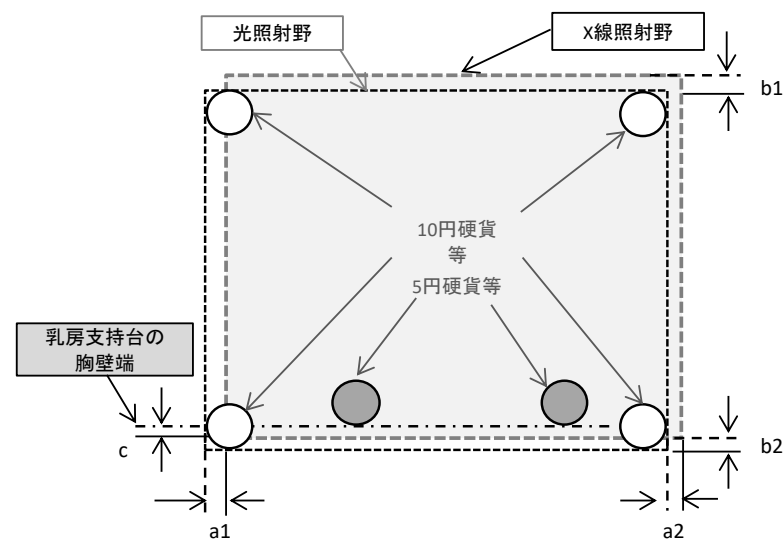 光照射野
X線照射野
b1
10円硬貨
等
5円硬貨等
乳房支持台の
胸壁端
c
b2
a1
a2